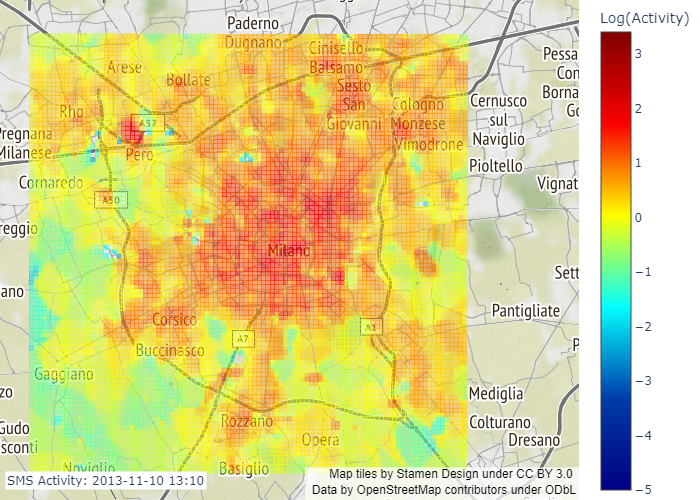 Paderno
Dugnano
Cinisello
Balsamo
Arese
Bollate
Sesto
San
Giovanni
Rho
A52
Cologno
Monzese
Vimodrone
Pero
Pregnana
Milanese
Cornaredo
A50
reggio
Milano
ano
Corsico
Buccinasco
A7
Gaggiano
zo
Gudo
sconti
Rozzano
Opera
Noviglio
Basiglio
Pessa
Con
Borna
Go
Cernusco
sul
Naviglio
Pioltello
Vignat
Sett
Pantigliate
P
Mediglia
Colturano
Dresano
SMS Activity: 2013-11-10 13:10
Map tiles by Stamen Design under CC BY 3.0
Data by OpenStreetMap contributors under ODbL
Log(Activity)
3
2
1
0
−1
−2
−3
−4
−5